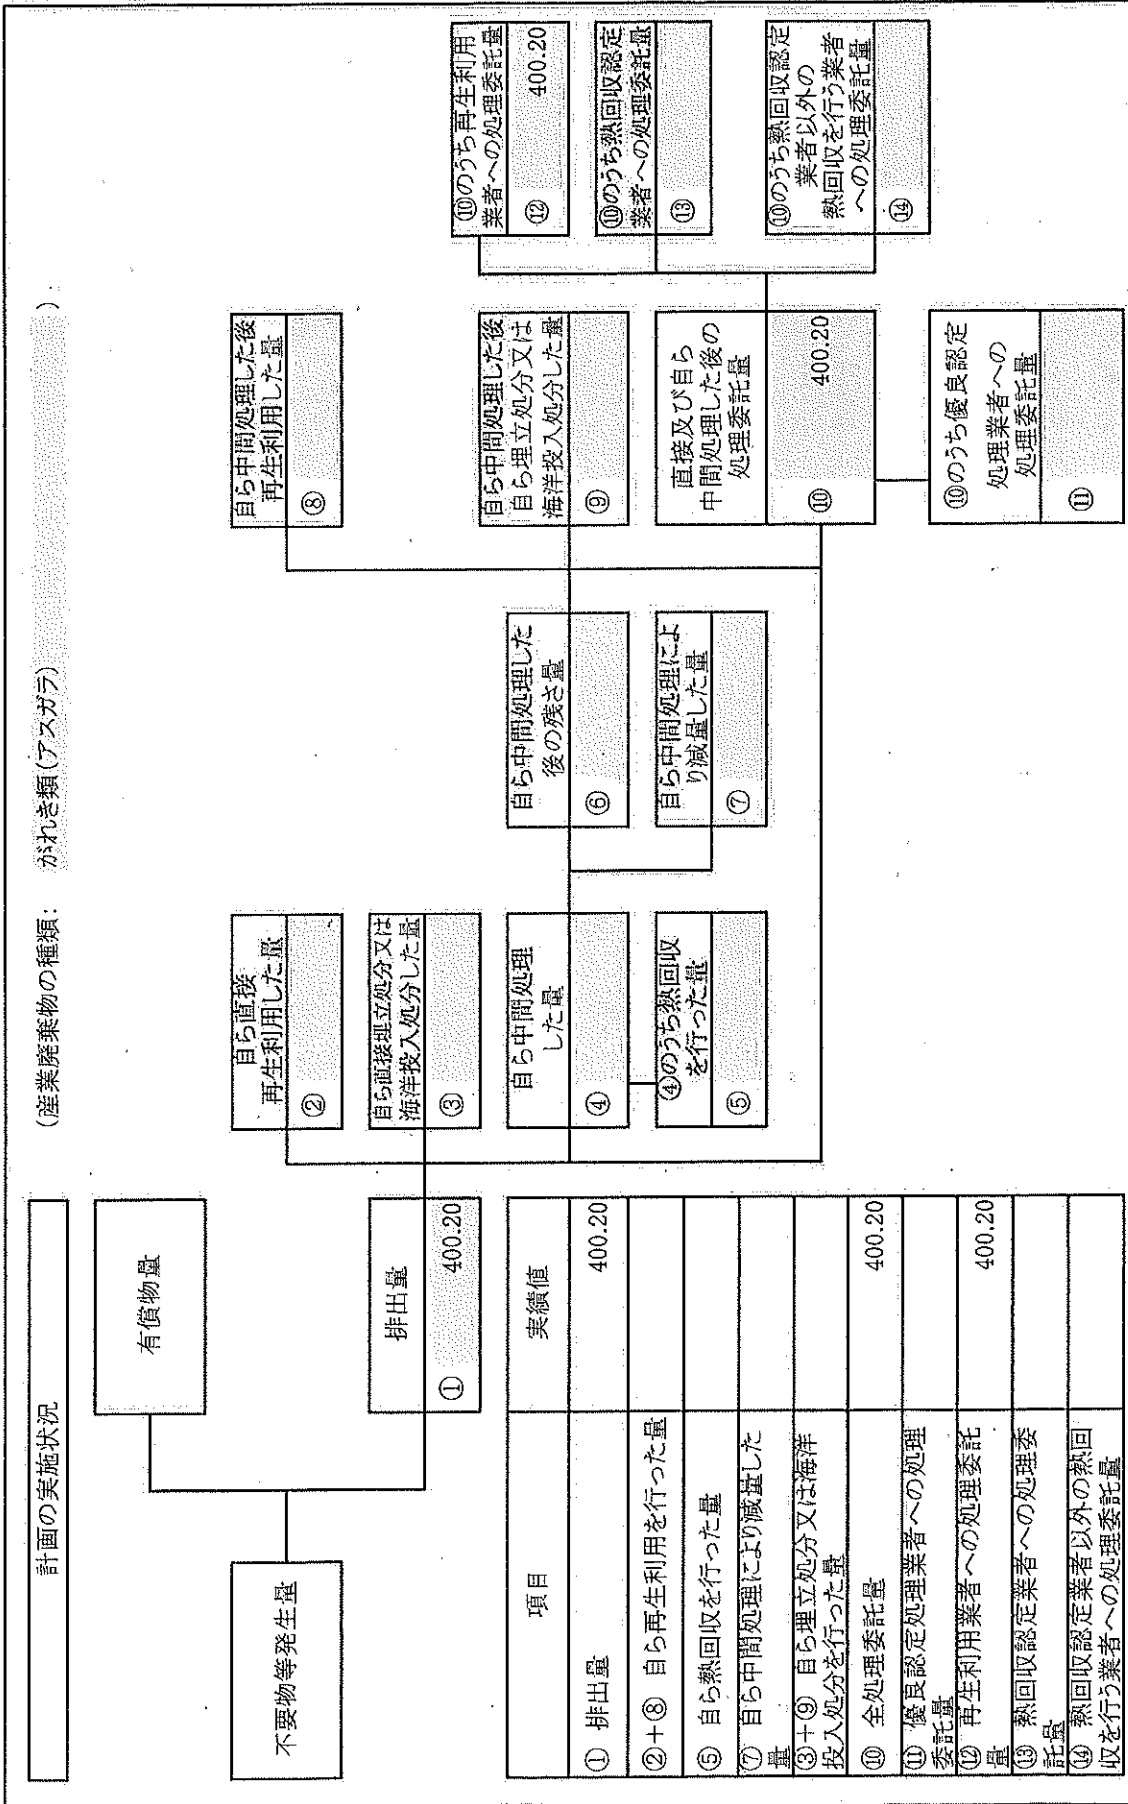 計画の実施状況
(産業廃棄物の種類: がれき類(アスガラ) )
不要物等発生量
有償物量
排出量
① 400.20
自ら直接
再生利用した量
②
自ら直接埋立処分又は
海洋投入処分した量
③
自ら中間処理
した量
④
④のうち熱回収
を行った量
⑤
自ら中間処理した
後の残さ量
⑥
自ら中間処理によ
り減量した量
⑦
自ら中間処理した後
再生利用した量
⑧
自ら中間処理した後
自ら埋立処分又は
海洋投入処分した量
⑨
直接及び自ら
中間処理した後の
処理委託量
⑩ 400.20
⑩のうち優良認定
処理業者への
処理委託量
⑪
⑩のうち再生利用
業者への処理委託量
⑫ 400.20
⑩のうち熱回収認定
業者への処理委託量
⑬
⑩のうち熱回収認定
業者以外の
熱回収を行う業者
への処理委託量
⑭
項目 実績値
① 排出量 400.20
②+⑧ 自ら再生利用を行った量
⑤ 自ら熱回収を行った量
⑦ 自ら中間処理により減量した
量
③+⑨ 自ら埋立処分又は海洋
投入処分を行った量
⑩ 全処理委託量 400.20
⑪ 優良認定処理業者への処理
委託量
⑫ 再生利用業者への処理委託
量 400.20
⑬ 熱回収認定業者への処理委
託量
⑭ 熱回収認定業者以外の熱回
収を行う業者への処理委託量